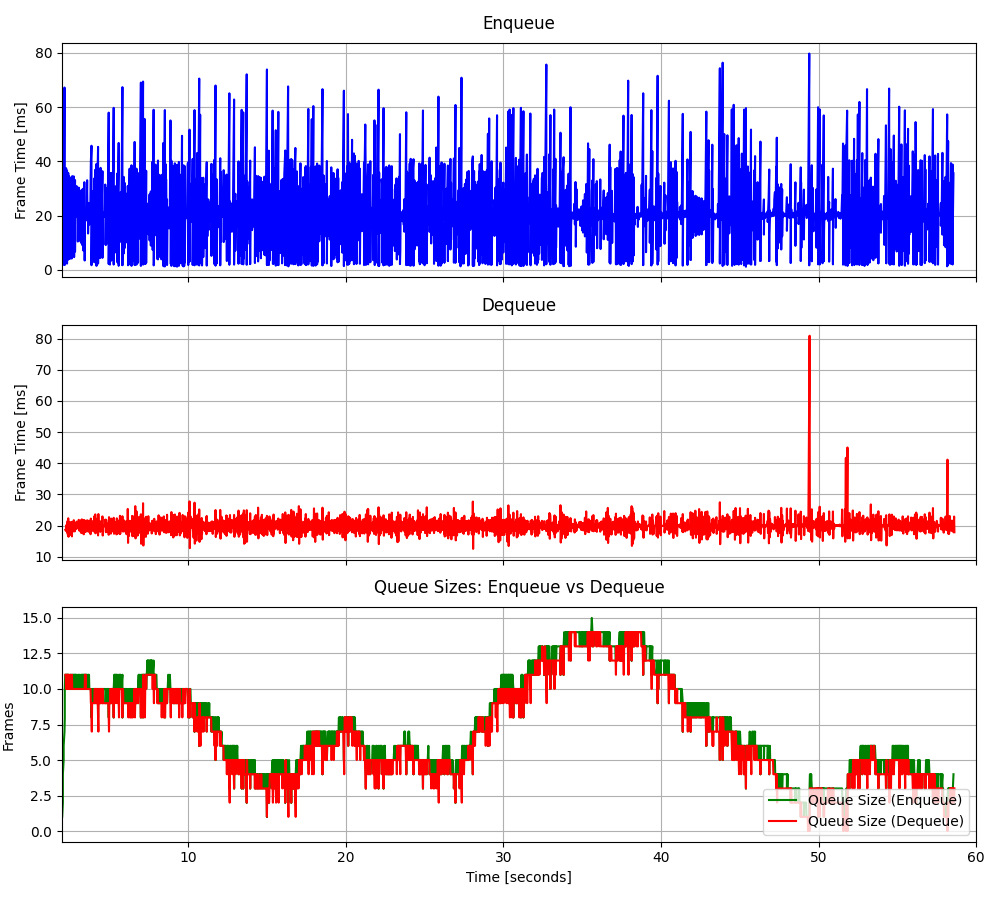 Enqueue
Frame Time [ms]
80
60
40
20
0
Dequeue
Frame Time [ms]
80
70
60
50
40
30
20
10
Queue Sizes: Enqueue vs Dequeue
Frames
15.0
12.5
10.0
7.5
5.0
2.5
0.0
Queue Size (Enqueue)
Queue Size (Dequeue)
10 20 30 40 50 60
Time [seconds]